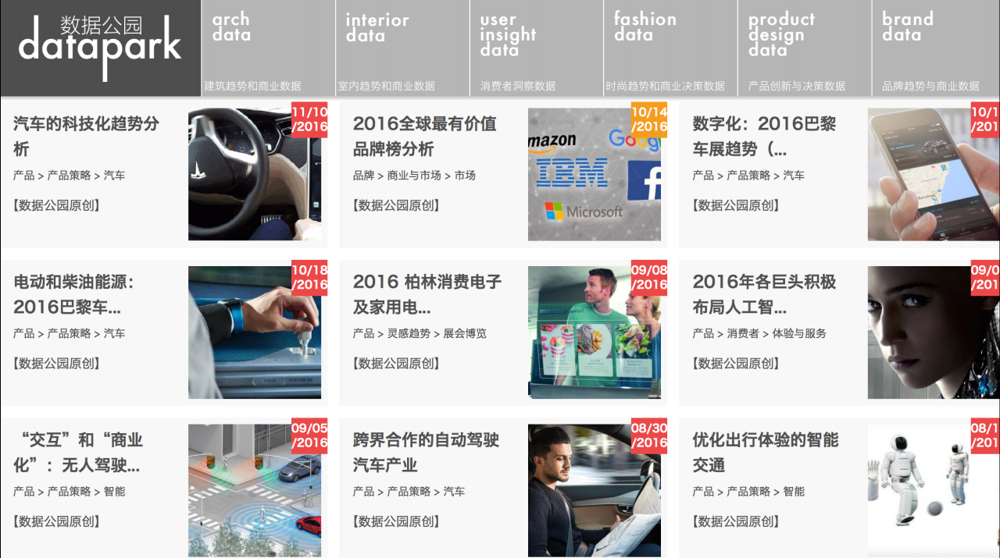 数据公园
datapark
arch
data
建筑趋势和商业数据
interior
data
室内趋势和商业数据
user
insight
data
消费者洞察数据
fashion
data
时尚趋势和商业决策数据
product
design
data
产品创新与决策数据
brand
data
品牌趋势与商业数据
汽车的科技化趋势分
析
产品 > 产品策略 > 汽车
【数据公园原创】
11/10
/2016
2016全球最有价值
品牌榜分析
品牌 > 商业与市场 > 市场
【数据公园原创】
10/14
/2016
mazon
Google
IBM
f
Microsoft
数字化：2016巴黎
车展趋势（...
产品 > 产品策略 > 汽车
【数据公园原创】
10/1
/201
电动和柴油能源：
2016巴黎车...
产品 > 产品策略 > 汽车
【数据公园原创】
10/18
/2016
2016 柏林消费电子
及家用电...
产品 > 灵感趋势 > 展会博览
【数据公园原创】
09/08
/2016
2016年各巨头积极
布局人工智...
产品 > 消费者 > 体验与服务
【数据公园原创】
09/0
/201
“交互”和“商业
化”：无人驾驶...
产品 > 产品策略 > 智能
【数据公园原创】
09/05
/2016
跨界合作的自动驾驶
汽车产业
产品 > 产品策略 > 汽车
【数据公园原创】
08/30
/2016
优化出行体验的智能
交通
产品 > 产品策略 > 智能
【数据公园原创】
08/1
/201